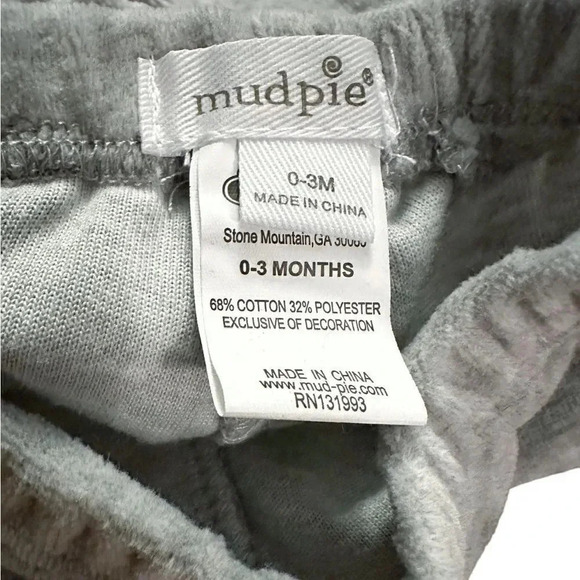 mudpie®
0-3M
MADE IN CHINA
Stone Mountain,GA
0-3 MONTHS
68% COTTON 32% POLYESTER
EXCLUSIVE OF DECORATION
MADE IN CHINA
www.mud-pie.com
RN131993